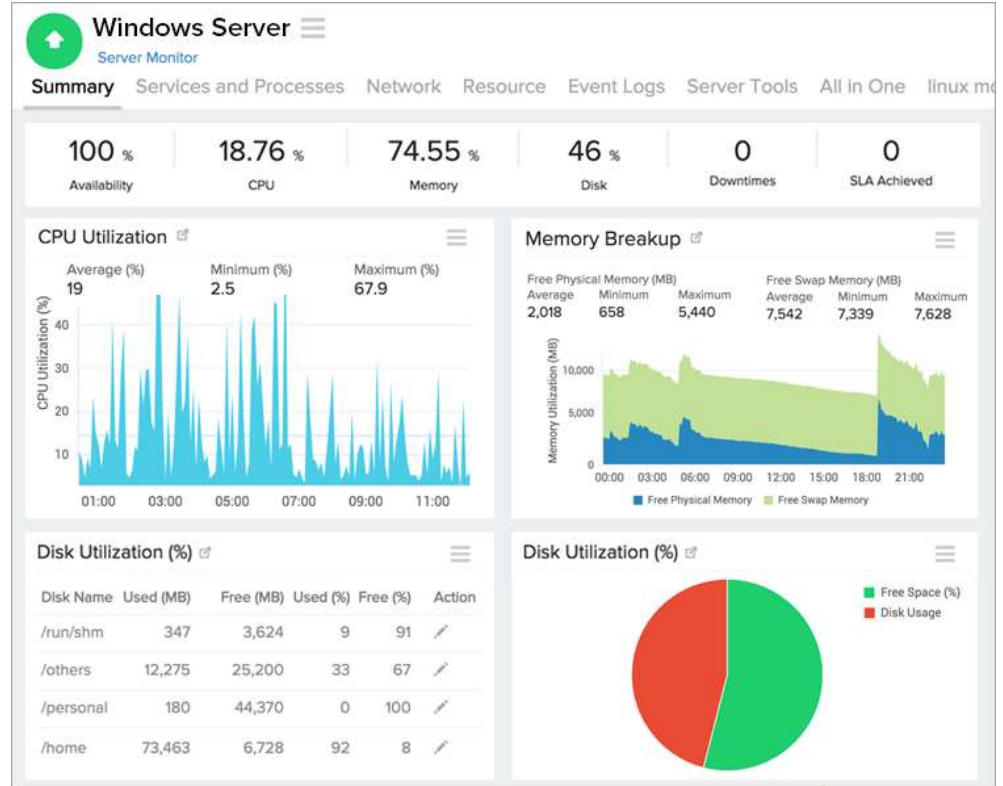 Windows Server
Server Monitor
Summary Services and Processes Network Resource Event Logs Server Tools All in One linux
100 % 18.76 % 74.55 % 46 % 0 0
Availability CPU Memory Disk Downtimes SLA Achieved
CPU Utilization
Average (%) Minimum (%) Maximum (%)
19 2.5 67.9
CPU Utilization (%)
40
30
20
10
01:00 03:00 05:00 07:00 09:00 11:00
Memory Breakup
Free Physical Memory (MB) Free Swap Memory (MB)
Average Minimum Maximum Average Minimum Maximum
2,018 658 5,440 7,542 7,339 7,628
Memory Utilization (MB)
10,000
5,000
0
00:00 03:00 06:00 09:00 12:00 15:00 18:00 21:00
Free Physical Memory Free Swap Memory
Disk Utilization (%)
Disk Name Used (MB) Free (MB) Used (%) Free (%) Action
/run/shm 347 3,624 9 91
/others 12,275 25,200 33 67
/personal 180 44,370 0 100
/home 73,463 6,728 92 8
Disk Utilization (%)
Free Space (%)
Disk Usage